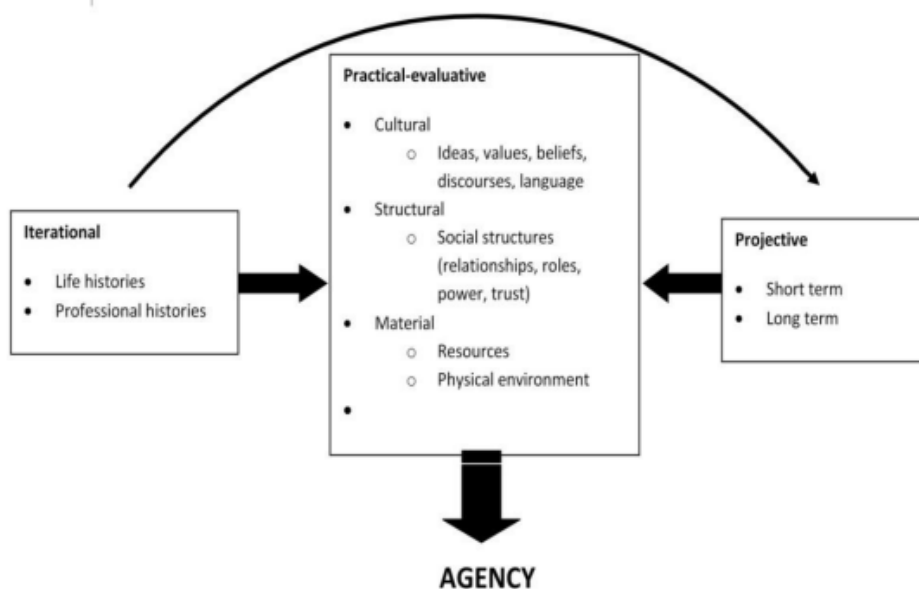 Practical-evaluative
• Cultural
o Ideas, values, beliefs,
discourses, language
• Structural
o Social structures
(relationships, roles,
power, trust)
• Material
o Resources
o Physical environment
•
Iterational
• Life histories
• Professional histories
Projective
• Short term
• Long term
AGENCY